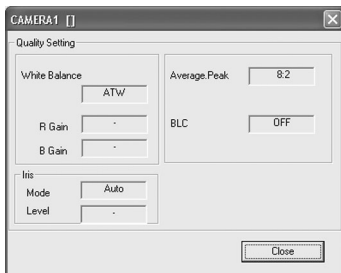 CAMERA1 []
Quality Setting
White Balance
ATW
R Gain -
B Gain -
Average.Peak 8:2
BLC OFF
Iris
Mode Auto
Level -
Close